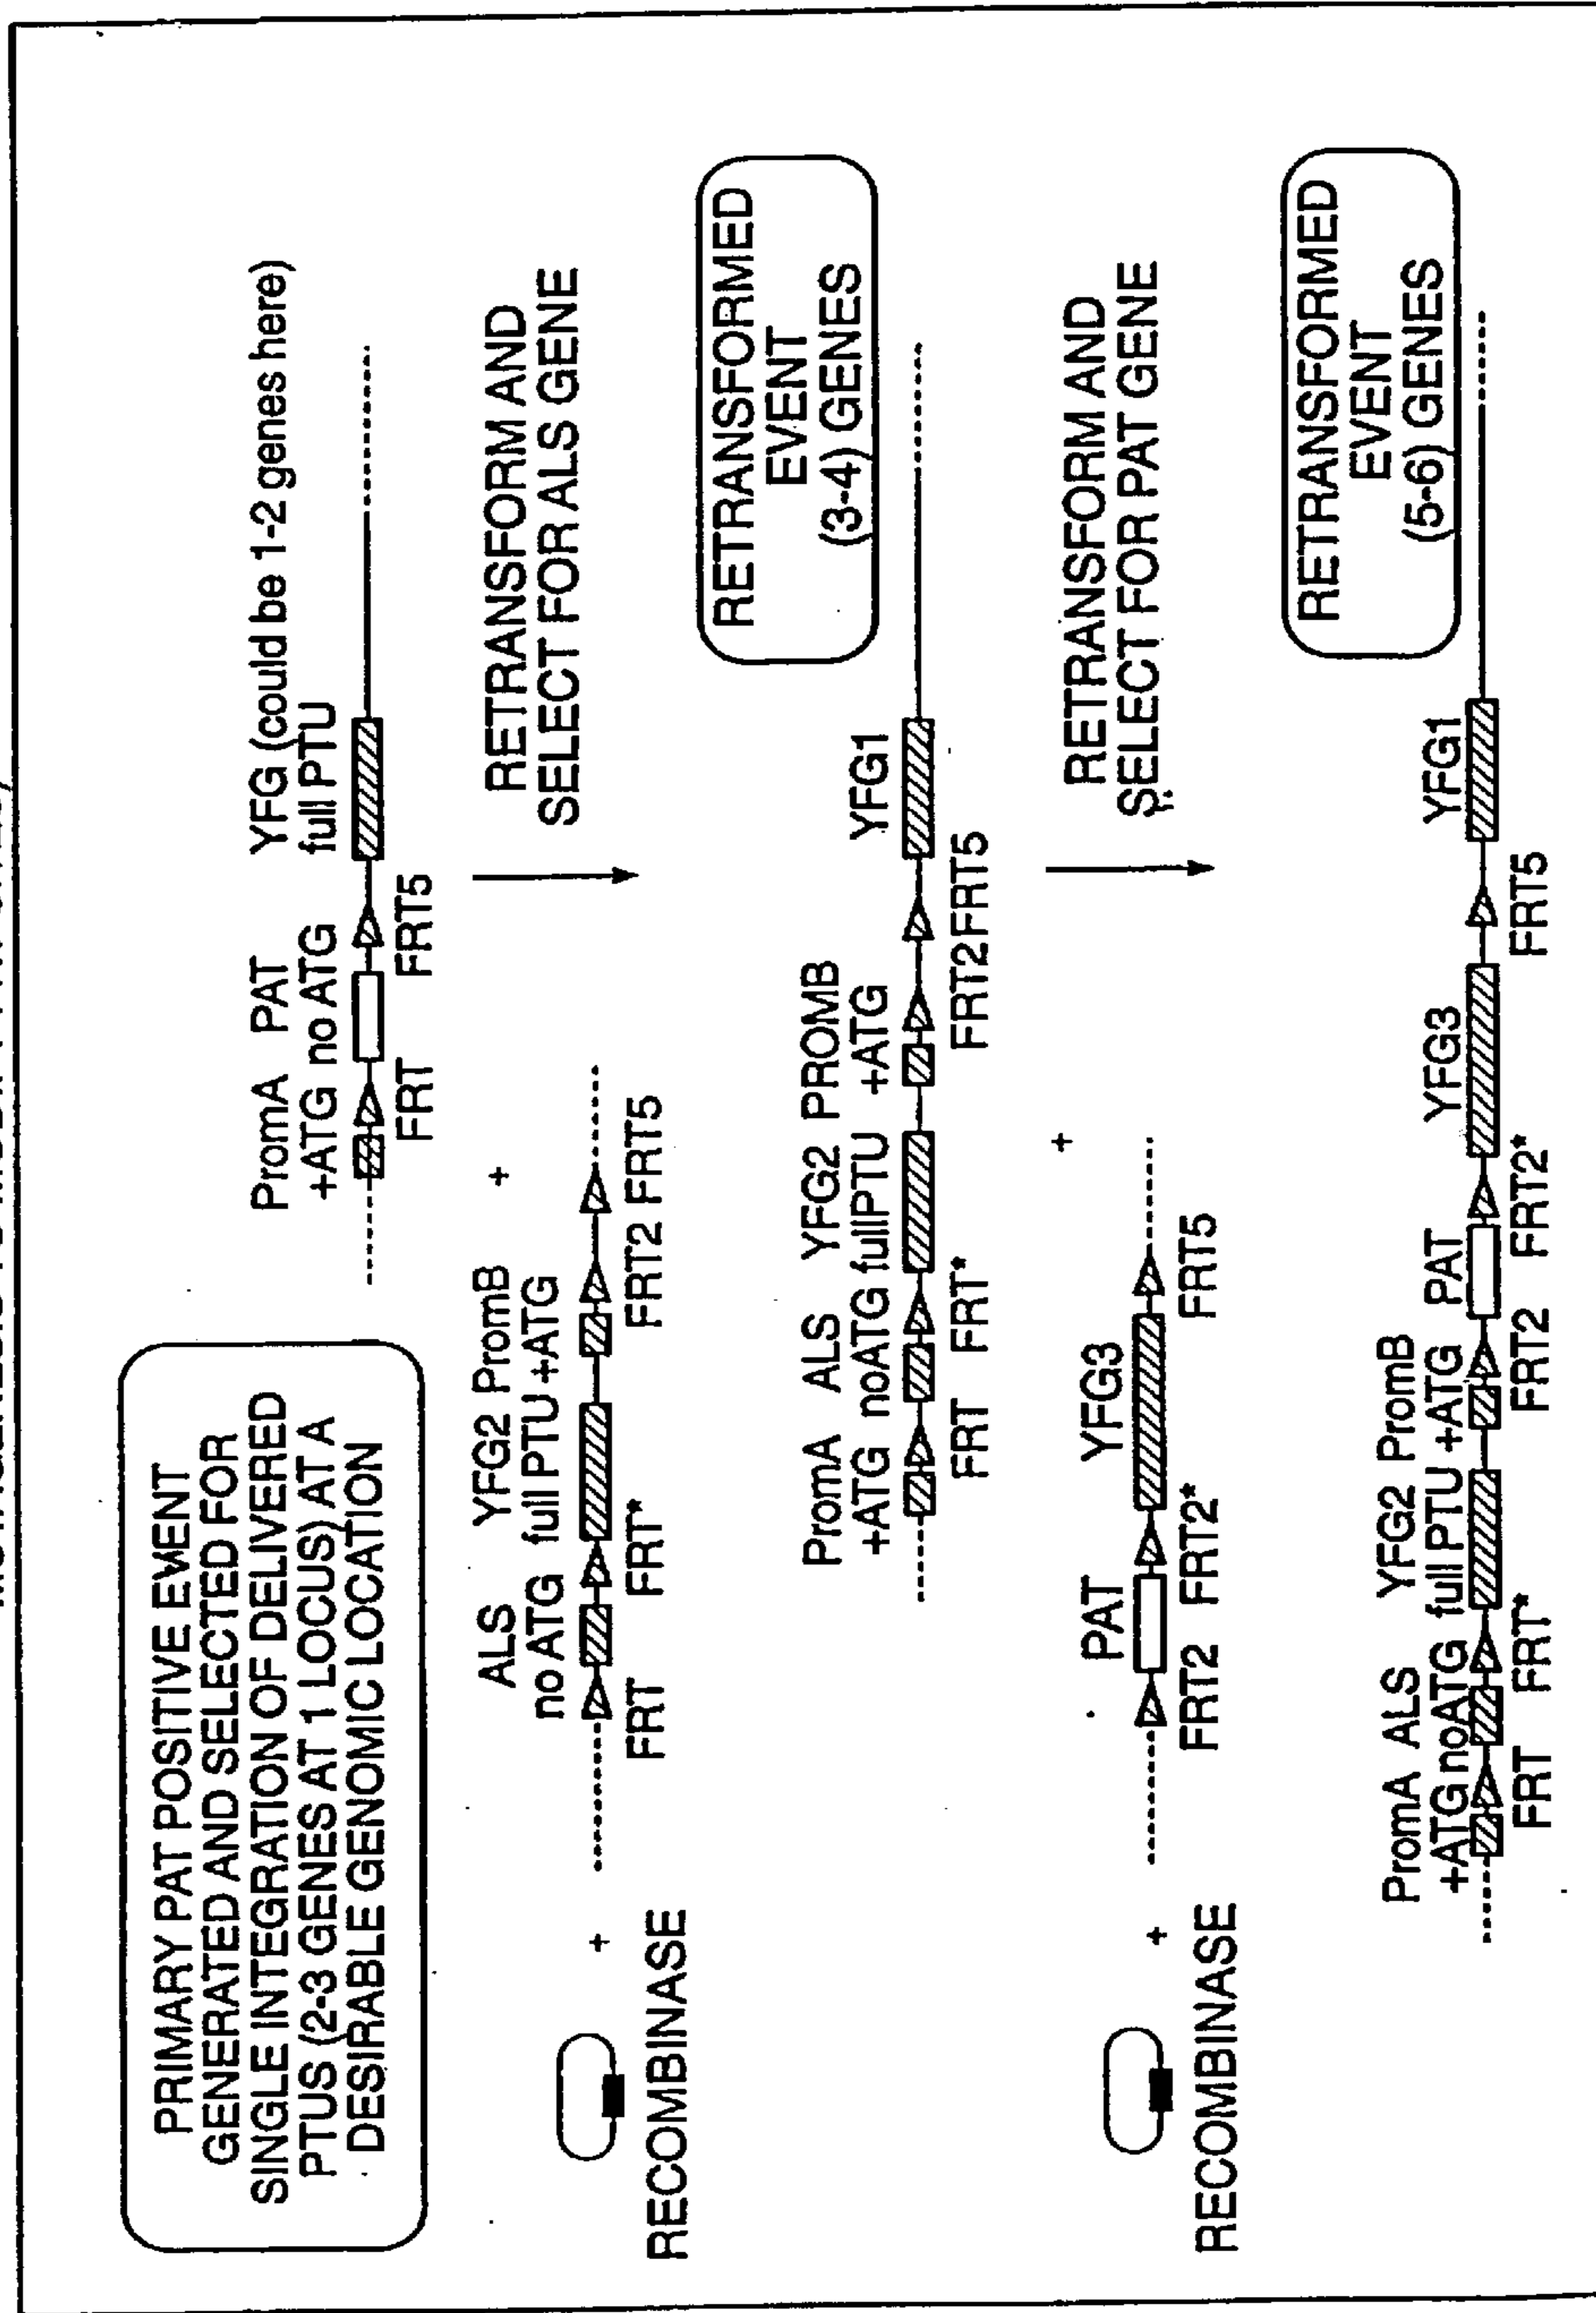 PRIMARY PAT POSITIVE EVENT
GENERATED AND SELECTED FOR
SINGLE INTEGRATION OF DELIVERED
PTUS (2-3 GENES AT 1 LOCUS) AT A
DESIRABLE GENOMIC LOCATION
PromA PAT YFG (could be 1-2 genes here)
+ATG no ATG full PTU
FRT FRT5
RETRANSFORM AND
SELECT FOR ALS GENE
ALS YFG2 PromB +
no ATG full PTU +ATG
+
FRT FRT* FRT2 FRT5
RECOMBINASE
RETRANSFORMED
EVENT
(3-4) GENES
PromA ALS YFG2 PROMB YFG1
+ATG noATG fullPTU +ATG
FRT FRT* FRT2FRT5
RETRANSFORM AND
SELECT FOR PAT GENE
PAT YFG3 +
+
FRT2 FRT2* FRT5
RECOMBINASE
RETRANSFORMED
EVENT
(5-6) GENES
PromA ALS YFG2 PromB PAT YFG3 YFG1
+ATG noATG full PTU +ATG
FRT FRT* FRT2 FRT2* FRT5